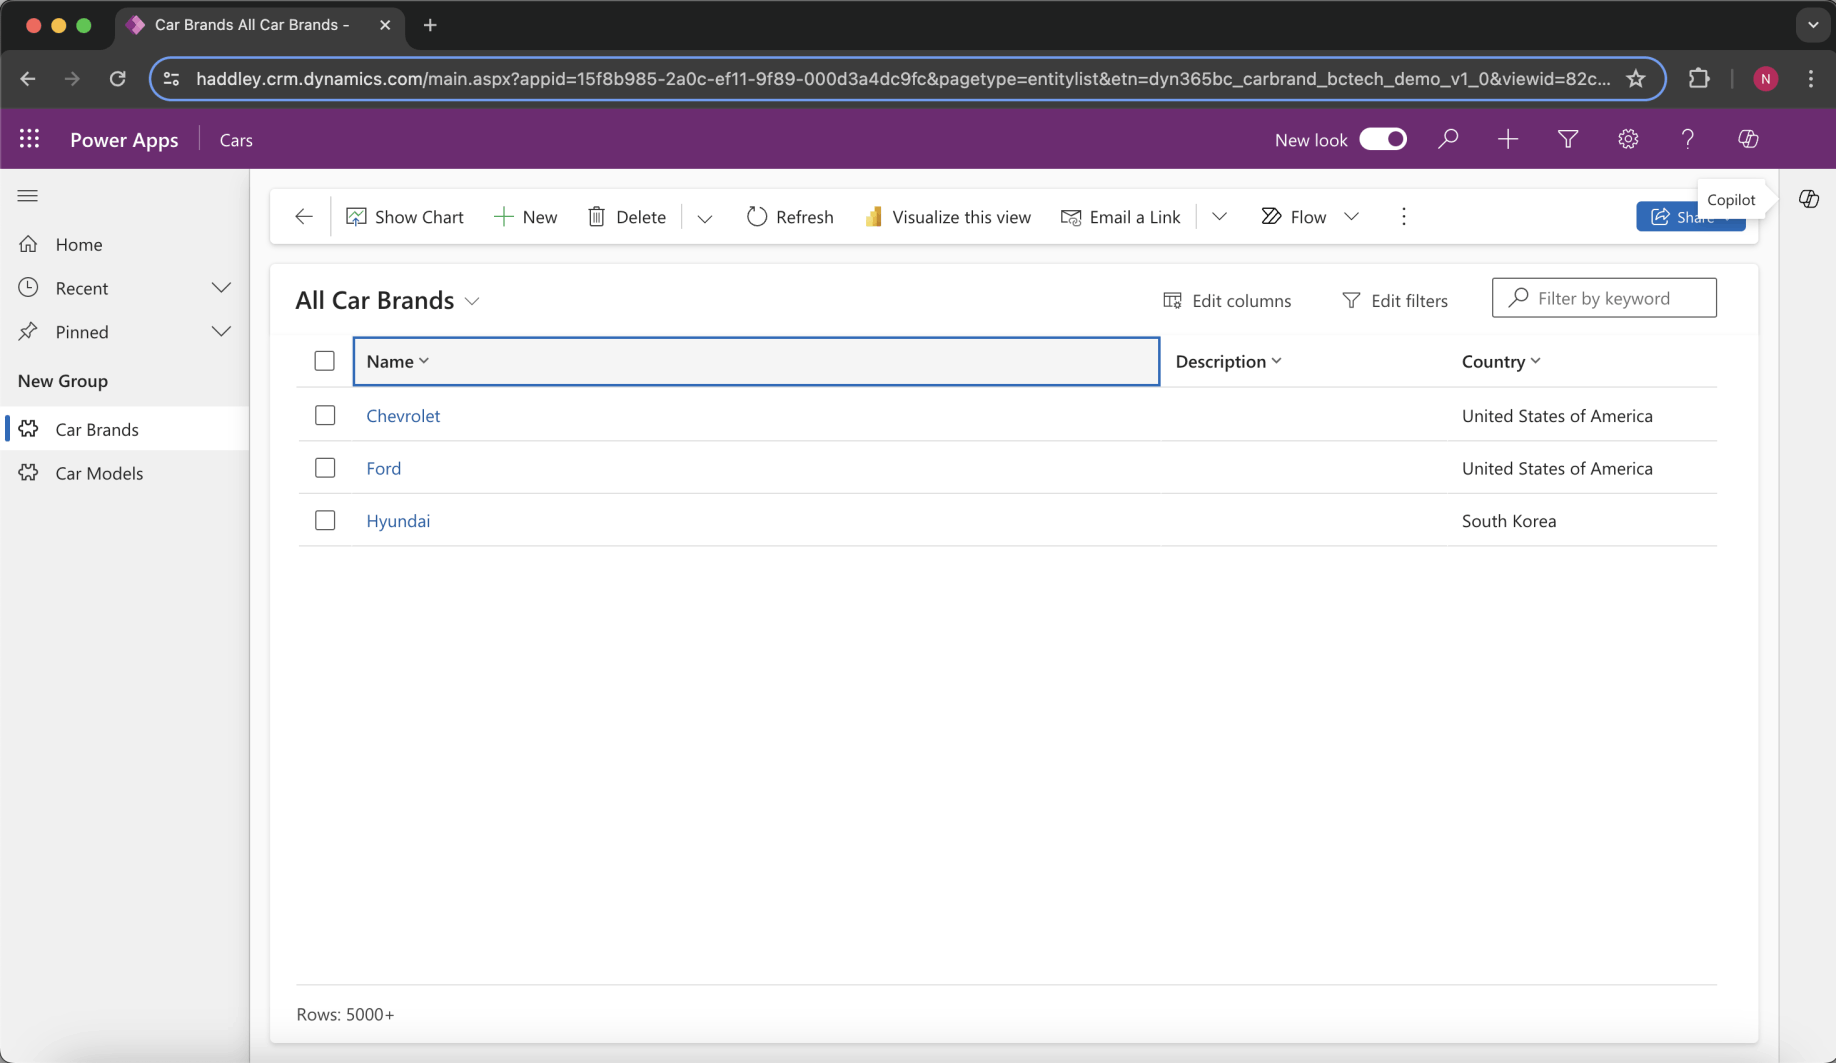 Car Brands All Car Brands -
haddley.crm.dynamics.com/main.aspx?appid=15f8b985-2a0c-ef11-9f89-000d3a4dc9fc&pagetype=entitylist&etn=dyn365bc_carbrand_bctech_demo_v1_0&viewid=82c...
N
Power Apps Cars New look
Show Chart New Delete Refresh Visualize this view Email a Link Flow Share
Copilot
Home
Recent
Pinned
New Group
Car Brands
Car Models
All Car Brands Edit columns Edit filters Filter by keyword
Name Description Country
Chevrolet United States of America
Ford United States of America
Hyundai South Korea
Rows: 5000+